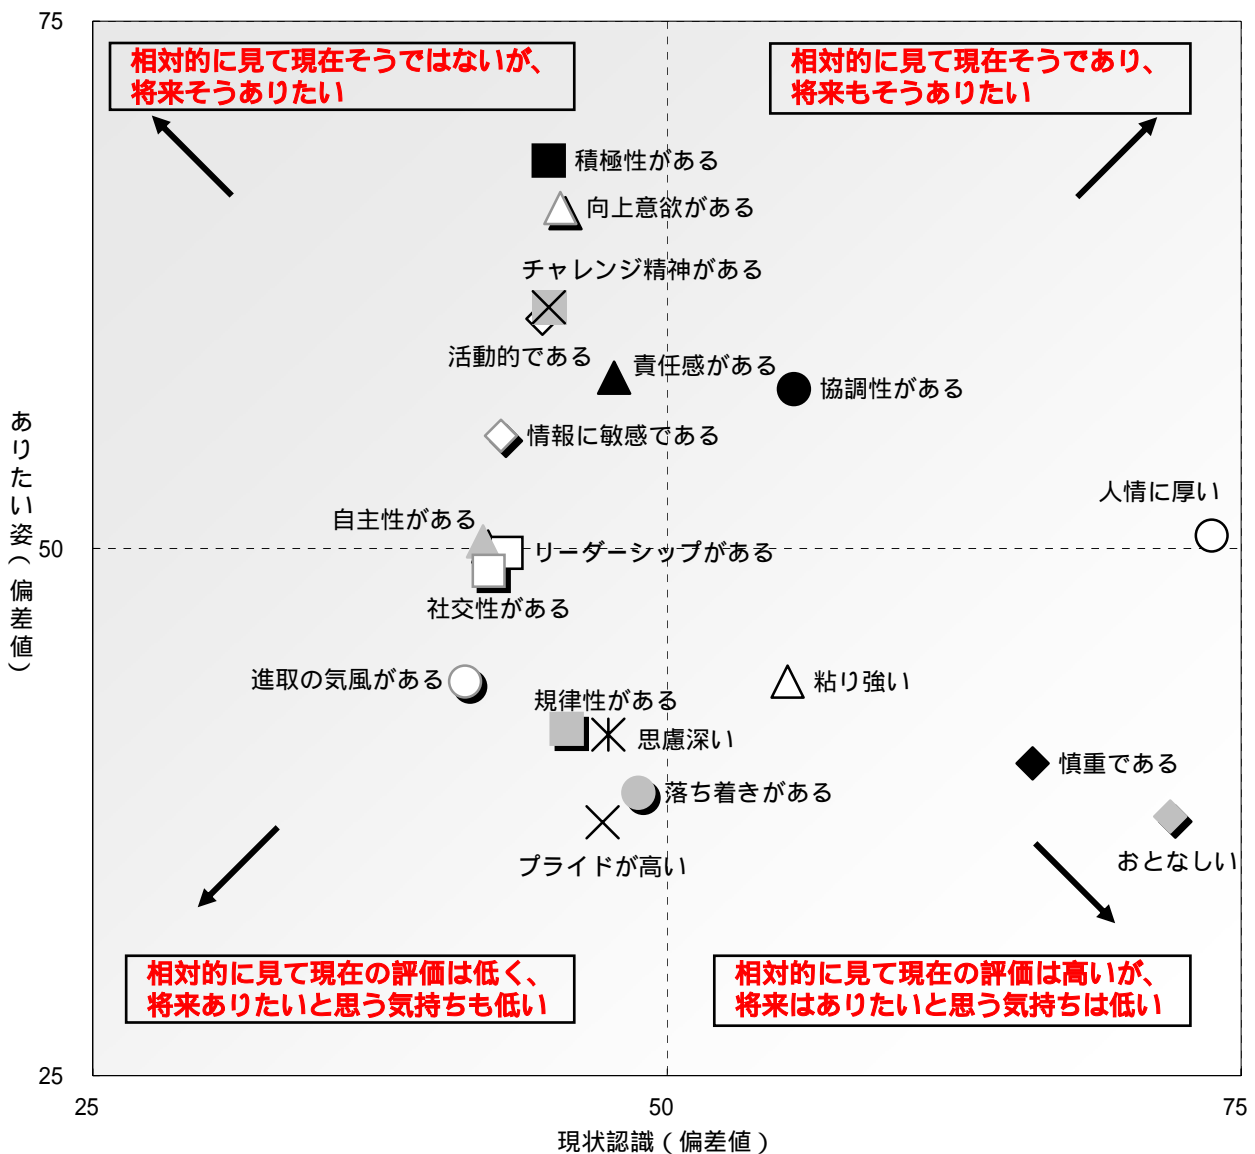 75
相対的に見て現在そうではないが、
将来そうありたい
相対的に見て現在そうであり、
将来もそうありたい
積極性がある
向上意欲がある
チャレンジ精神がある
活動的である
責任感がある
協調性がある
情報に敏感である
人情に厚い
自主性がある
50
リーダーシップがある
社交性がある
ありたい姿(偏差値)
進取の気風がある
粘り強い
規律性がある
思慮深い
慎重である
落ち着きがある
プライドが高い
おとなしい
相対的に見て現在の評価は低く、
将来ありたいと思う気持ちも低い
相対的に見て現在の評価は高いが、
将来はありたいと思う気持ちは低い
25
25
50
75
現状認識(偏差値)